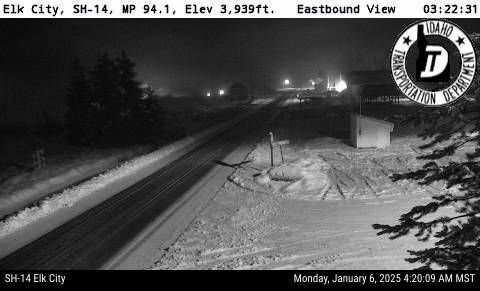 Elk City, SH-14, MP 94.1, Elev 3,939ft. Eastbound View 03:22:31
IDAHO
TRANSPORTATION DEPARTMENT
SH-14 Elk City Monday, January 6, 2025 4:20:09 AM MST